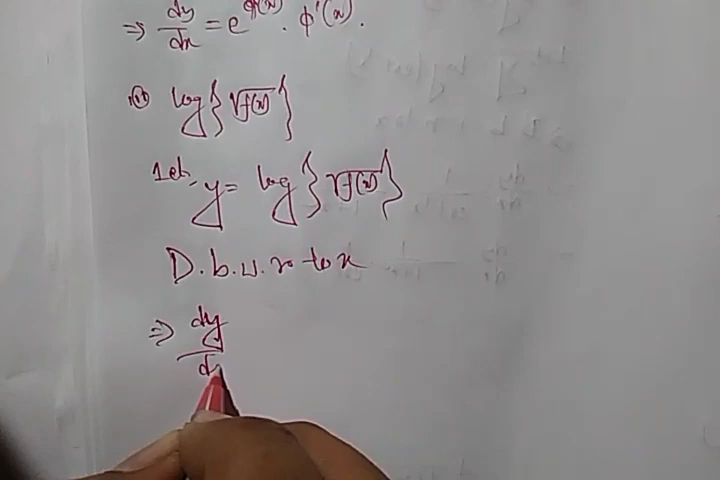 ⇒ dy/dx = e^φ(x) . φ'(x).
(ii) log{√f(x)}
Let, y = log{√f(x)}
D.b.w.r to x
⇒ dy/d